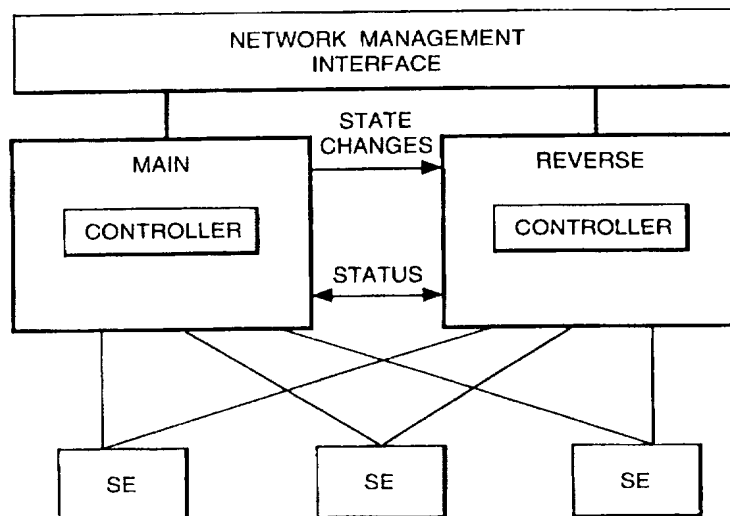 NETWORK MANAGEMENT
INTERFACE
STATE
CHANGES
MAIN
REVERSE
CONTROLLER
CONTROLLER
STATUS
SE
SE
SE